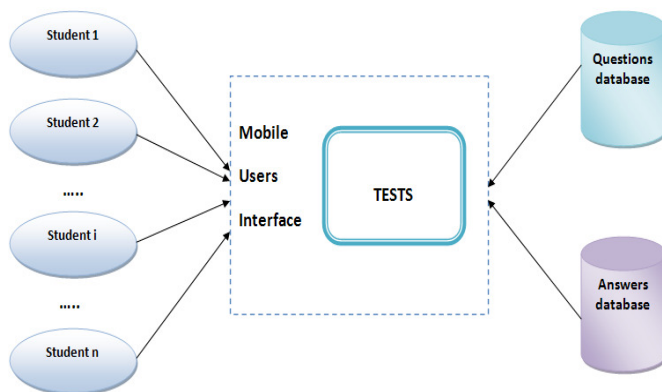 Student 1
Student 2
.....
Student i
.....
Student n
Mobile
Users
Interface
TESTS
Questions
database
Answers
database